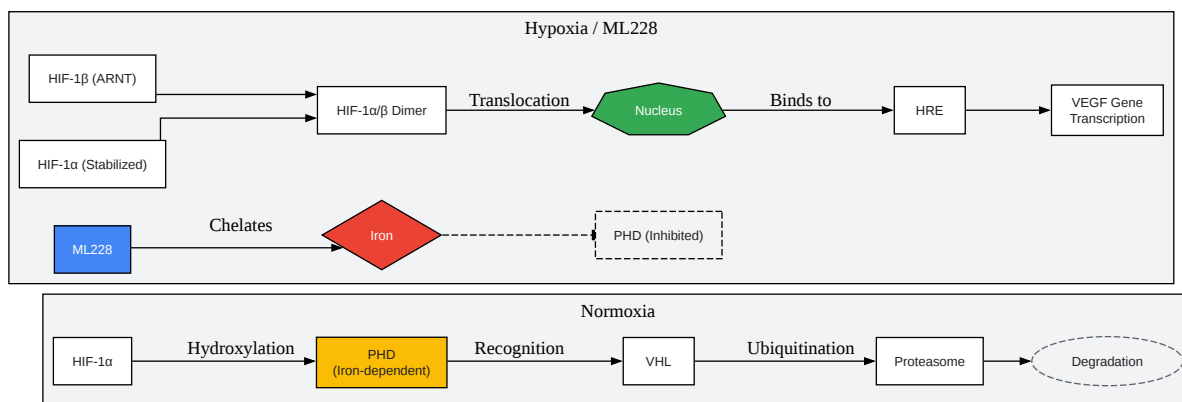 Hypoxia / ML228
HIF-1β (ARNT)
HIF-1α/β Dimer
Translocation
Nucleus
Binds to
HRE
VEGF Gene
Transcription
HIF-1α (Stabilized)
ML228
Chelates
Iron
PHD (Inhibited)
Normoxia
HIF-1α
Hydroxylation
PHD
(Iron-dependent)
Recognition
VHL
Ubiquitination
Proteasome
Degradation